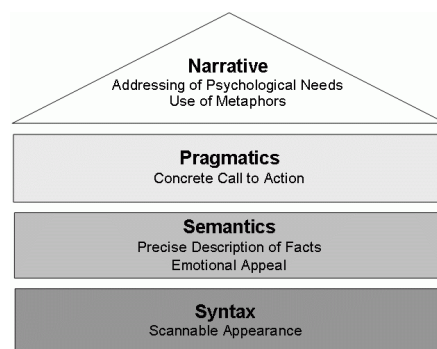 Narrative
Addressing of Psychological Needs
Use of Metaphors
Pragmatics
Concrete Call to Action
Semantics
Precise Description of Facts
Emotional Appeal
Syntax
Scannable Appearance